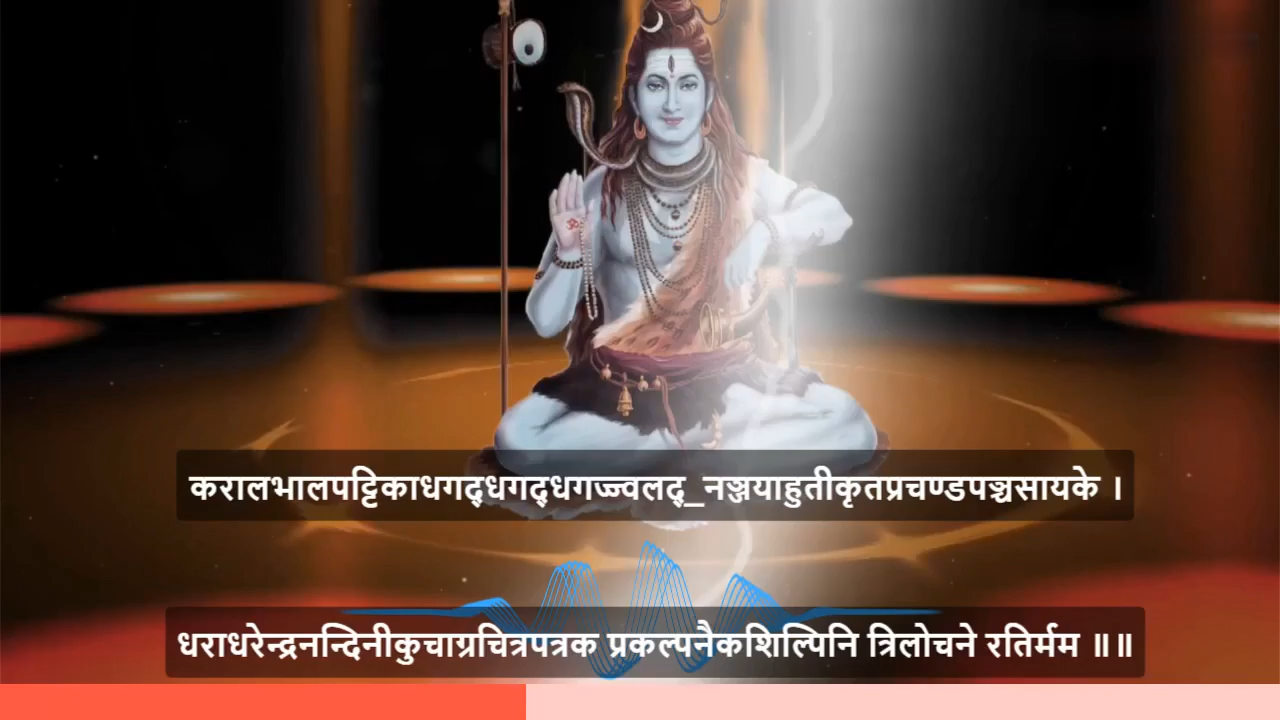 करालभालपट्टिकाधगद्धगद्धगज्ज्वलद्_नञ्जयाहुतीकृतप्रचण्डपञ्चसायके ।
धराधरेन्द्रनन्दिनीकुचाग्रचित्रपत्रक प्रकल्पनैकशिल्पिनि त्रिलोचने रतिर्मम ॥॥